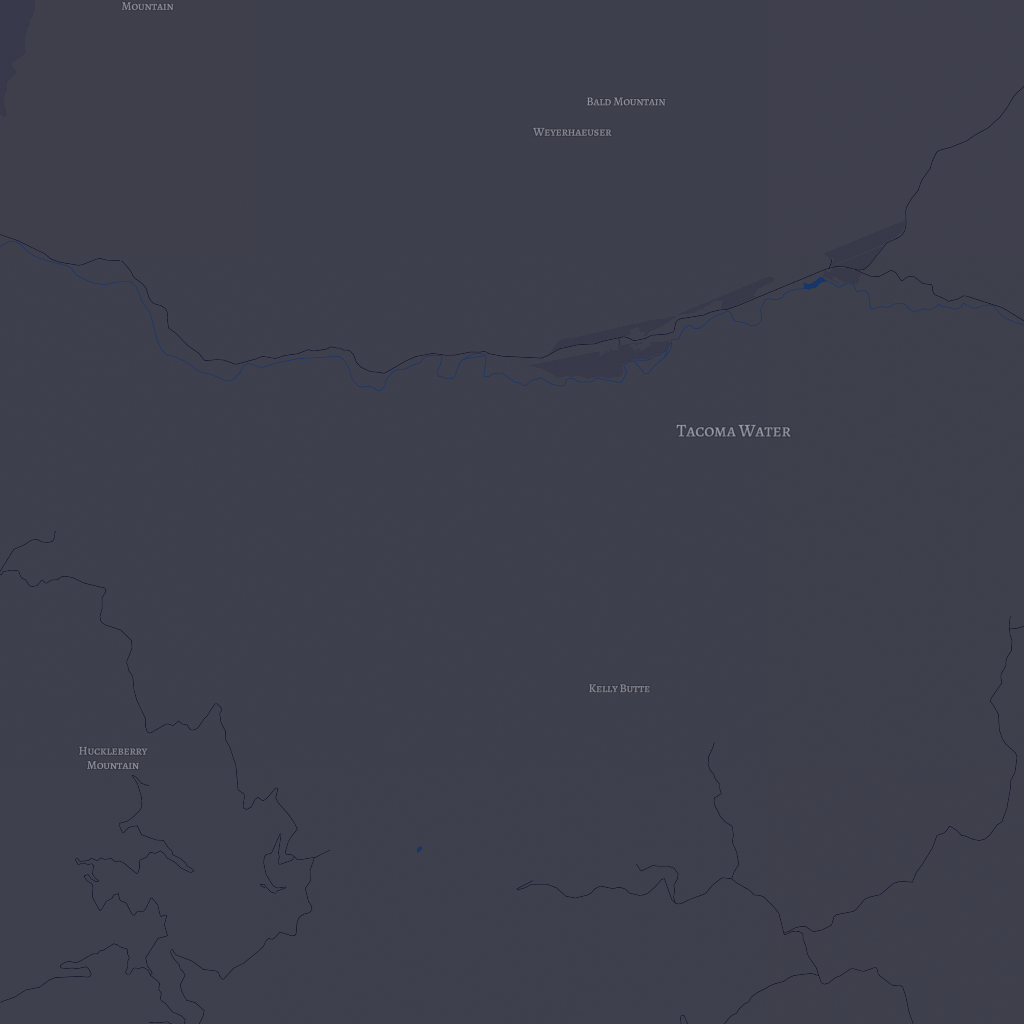 Mountain
Bald Mountain
Weyerhaeuser
Tacoma Water
Kelly Butte
Huckleberry
Mountain